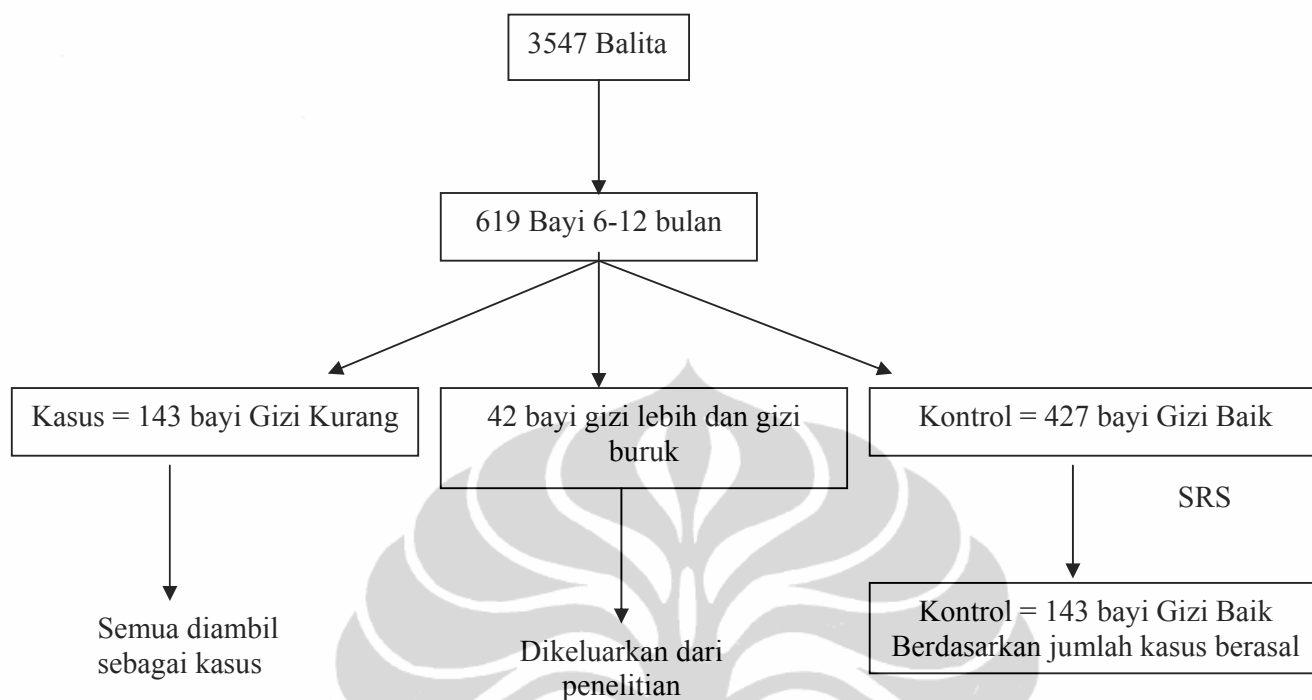 3547 Balita
619 Bayi 6-12 bulan
Kasus = 143 bayi Gizi Kurang
42 bayi gizi lebih dan gizi
buruk
Kontrol = 427 bayi Gizi Baik
SRS
Semua diambil
sebagai kasus
Dikeluarkan dari
penelitian
Kontrol = 143 bayi Gizi Baik
Berdasarkan jumlah kasus berasal